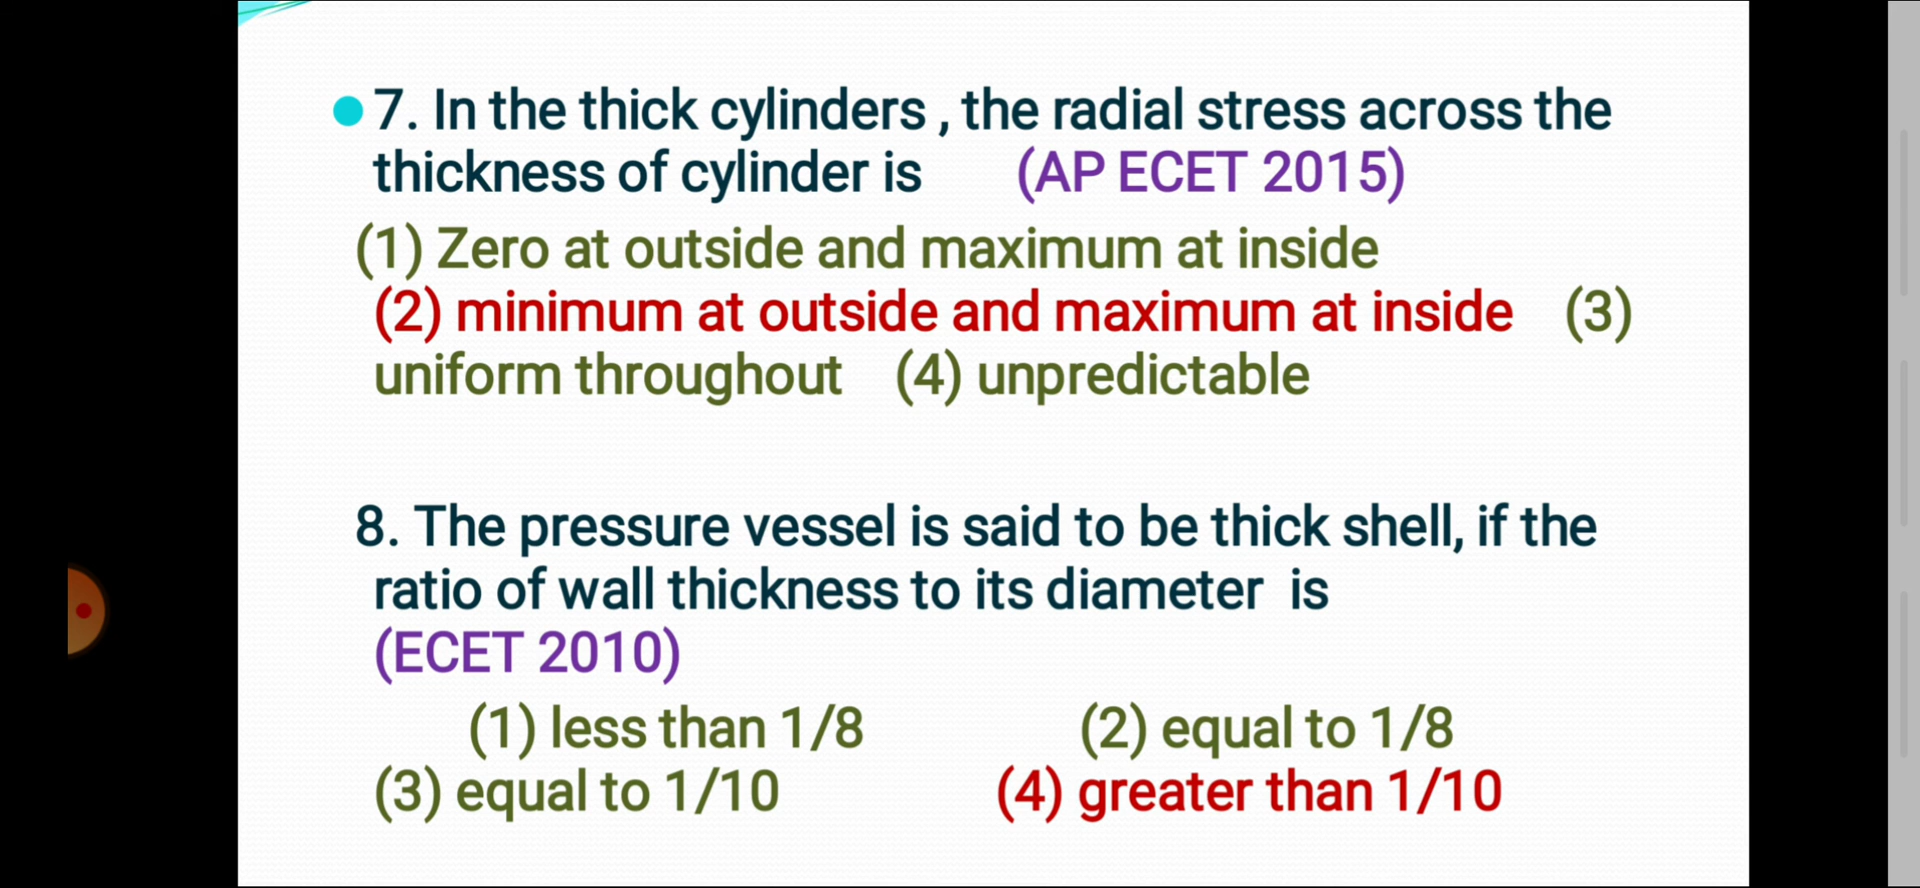 7. In the thick cylinders , the radial stress across the
thickness of cylinder is (AP ECET 2015)
(1) Zero at outside and maximum at inside
(2) minimum at outside and maximum at inside (3)
uniform throughout (4) unpredictable
8. The pressure vessel is said to be thick shell, if the
ratio of wall thickness to its diameter is
(ECET 2010)
(1) less than 1/8 (2) equal to 1/8
(3) equal to 1/10 (4) greater than 1/10